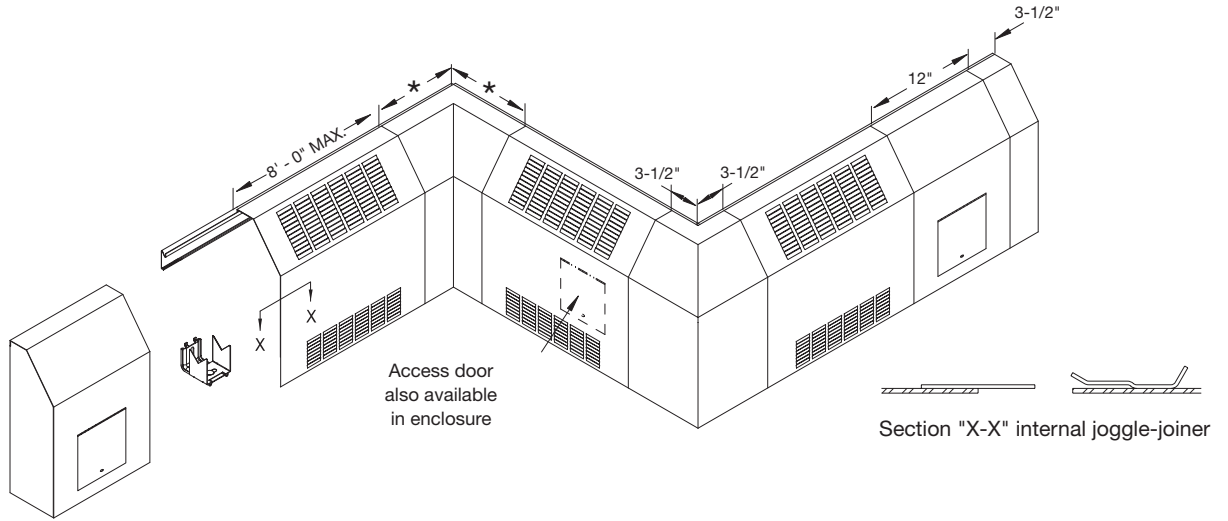 3-1/2"
12"
* *
8' - 0" MAX.
3-1/2" 3-1/2"
X
X
Access door
also available
in enclosure
Section "X-X" internal joggle-joiner